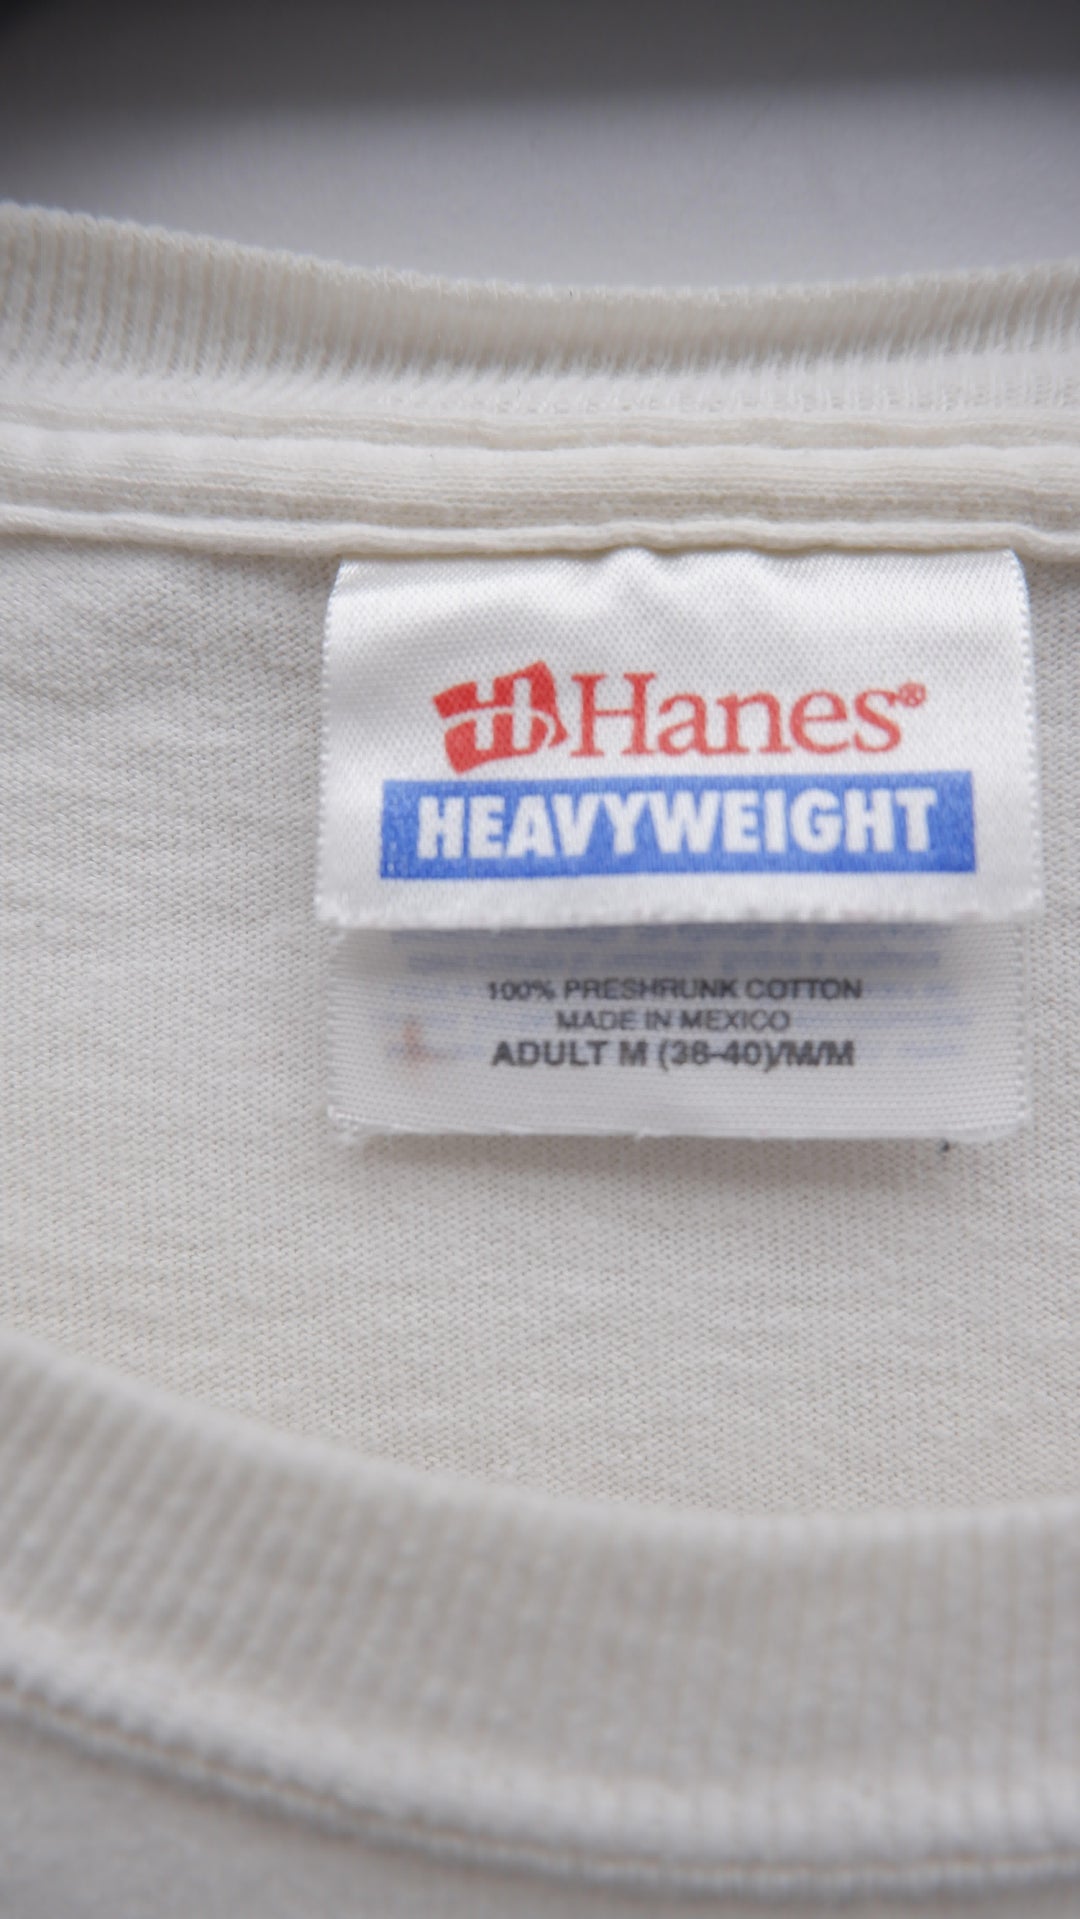 Hanes®
HEAVYWEIGHT
100% PRESHRUNK COTTON
MADE IN MEXICO
ADULT M (38-40)/M/M